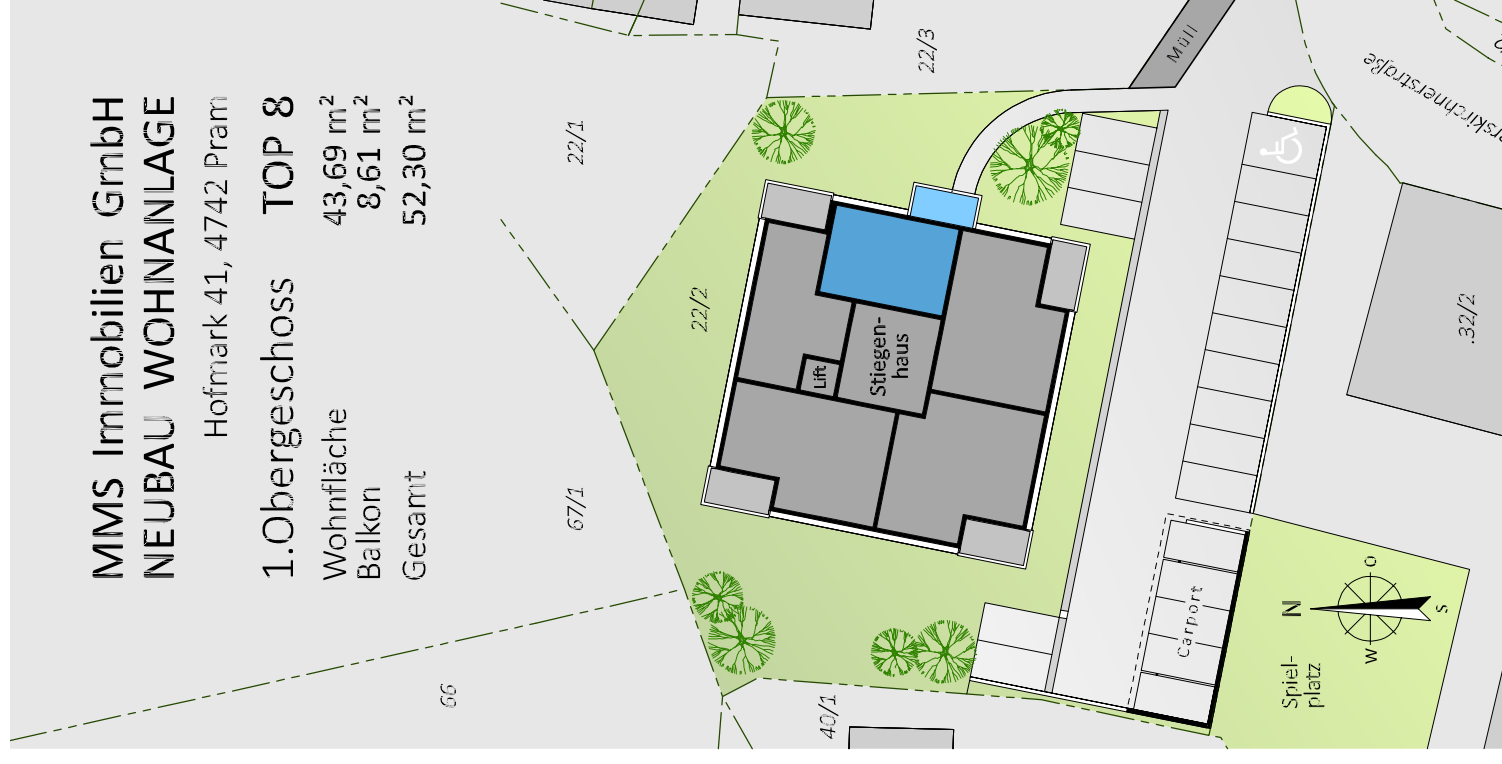 MMS Immobilien GmbH
NEUBAU WOHNANLAGE
Hofmark 41, 4742 Pram
1.Obergeschoss TOP 8
Wohnfläche 43,69 m²
Balkon 8,61 m²
Gesamt 52,30 m²
22/3
22/1
22/2
67/1
66
40/1
.32/2
Müll
Lift
Stiegen-
haus
Carport
Spiel-
platz
N
O
S
W